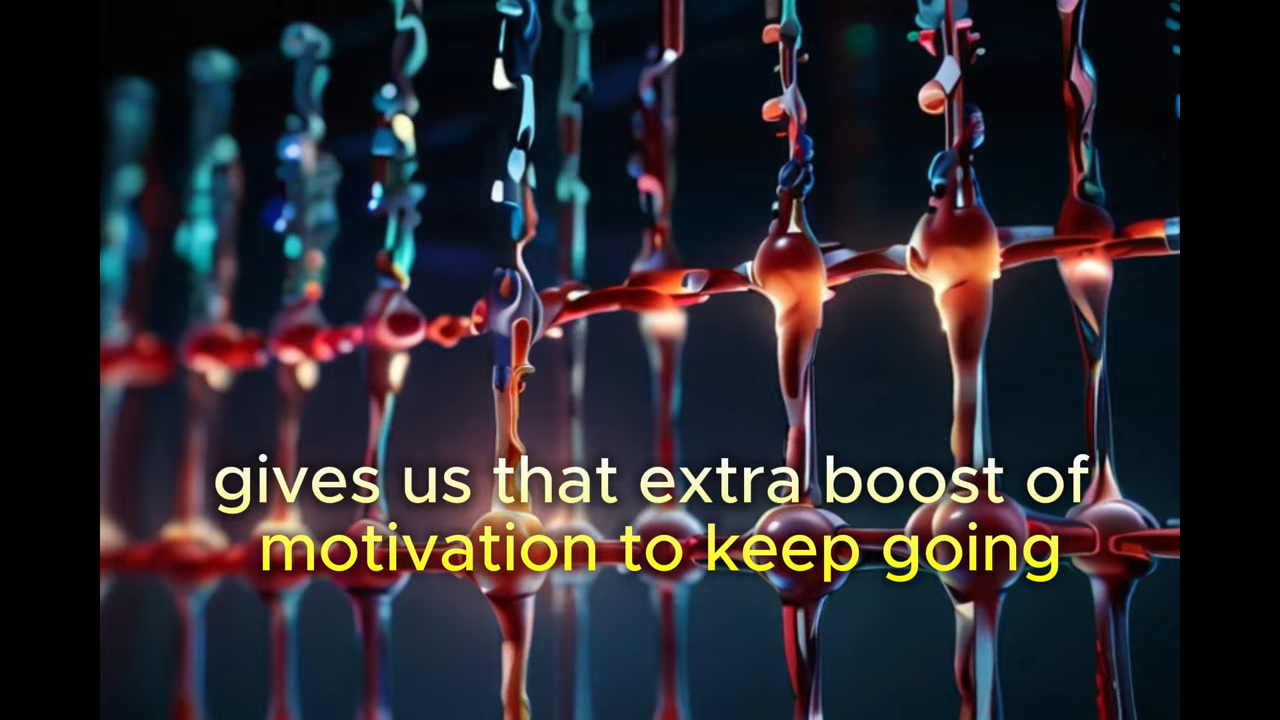 gives us that extra boost of
motivation to keep going